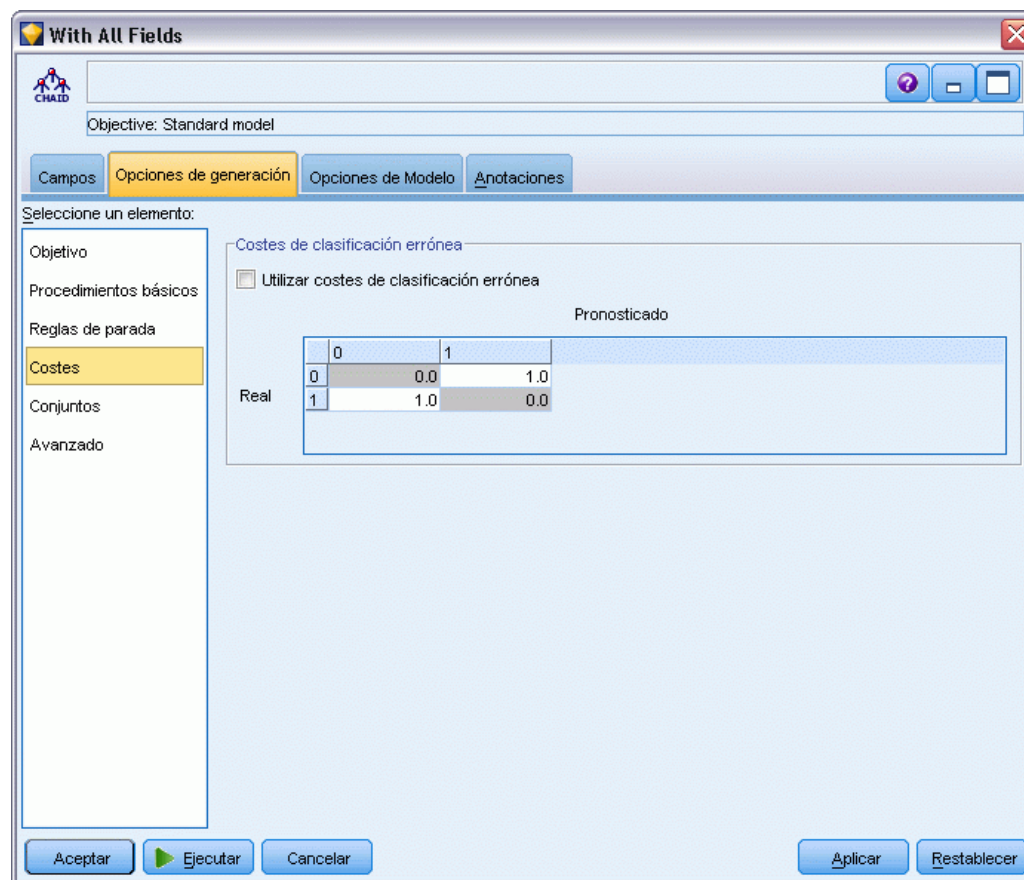 With All Fields
CHAID
Objective: Standard model
Campos Opciones de generación Opciones de Modelo Anotaciones
Seleccione un elemento:
Objetivo
Procedimientos básicos
Reglas de parada
Costes
Conjuntos
Avanzado
Costes de clasificación errónea
Utilizar costes de clasificación errónea
Pronosticado
0 1
Real
0 0.0 1.0
1 1.0 0.0
Aceptar Ejecutar Cancelar Aplicar Restablecer